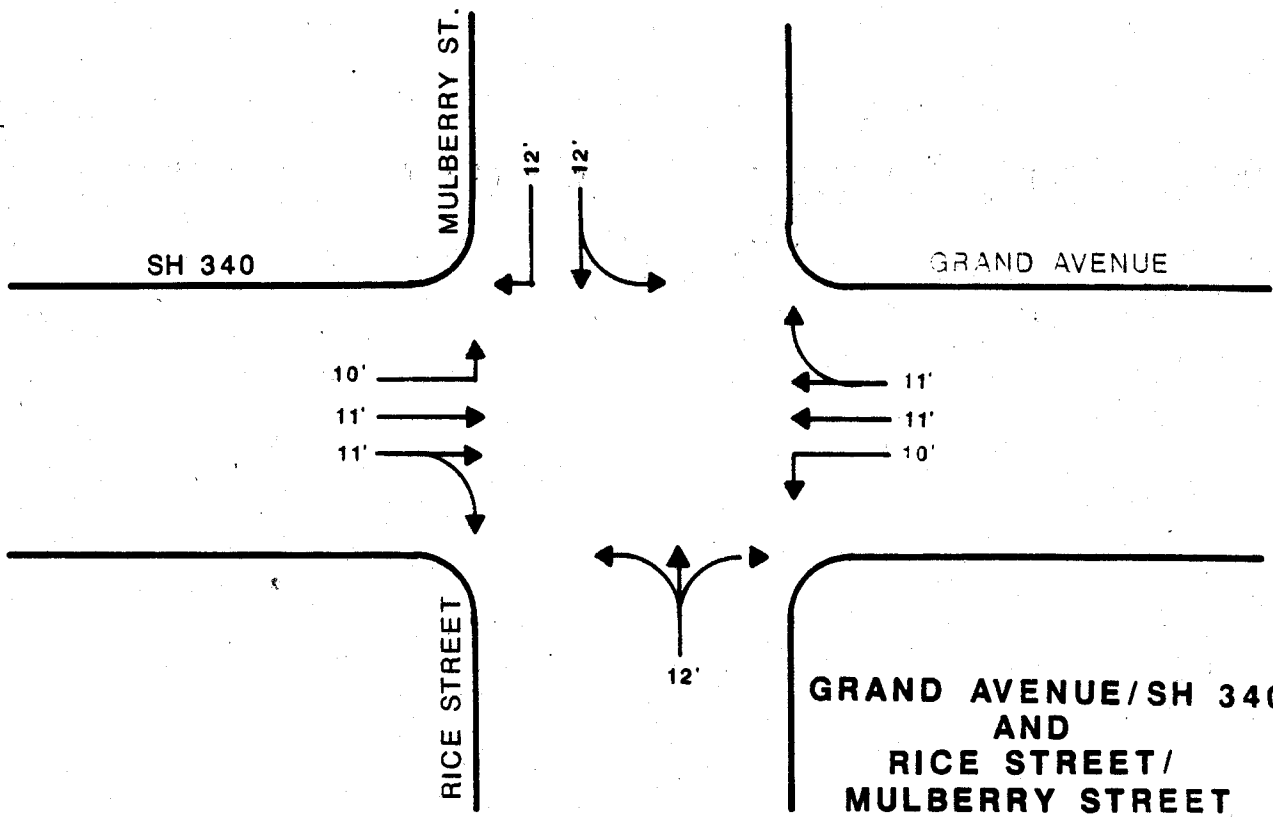 MULBERRY ST.
12'
12'
SH 340
GRAND AVENUE
10'
11'
11'
11'
11'
10'
12'
RICE STREET
GRAND AVENUE/SH 340
AND
RICE STREET/
MULBERRY STREET